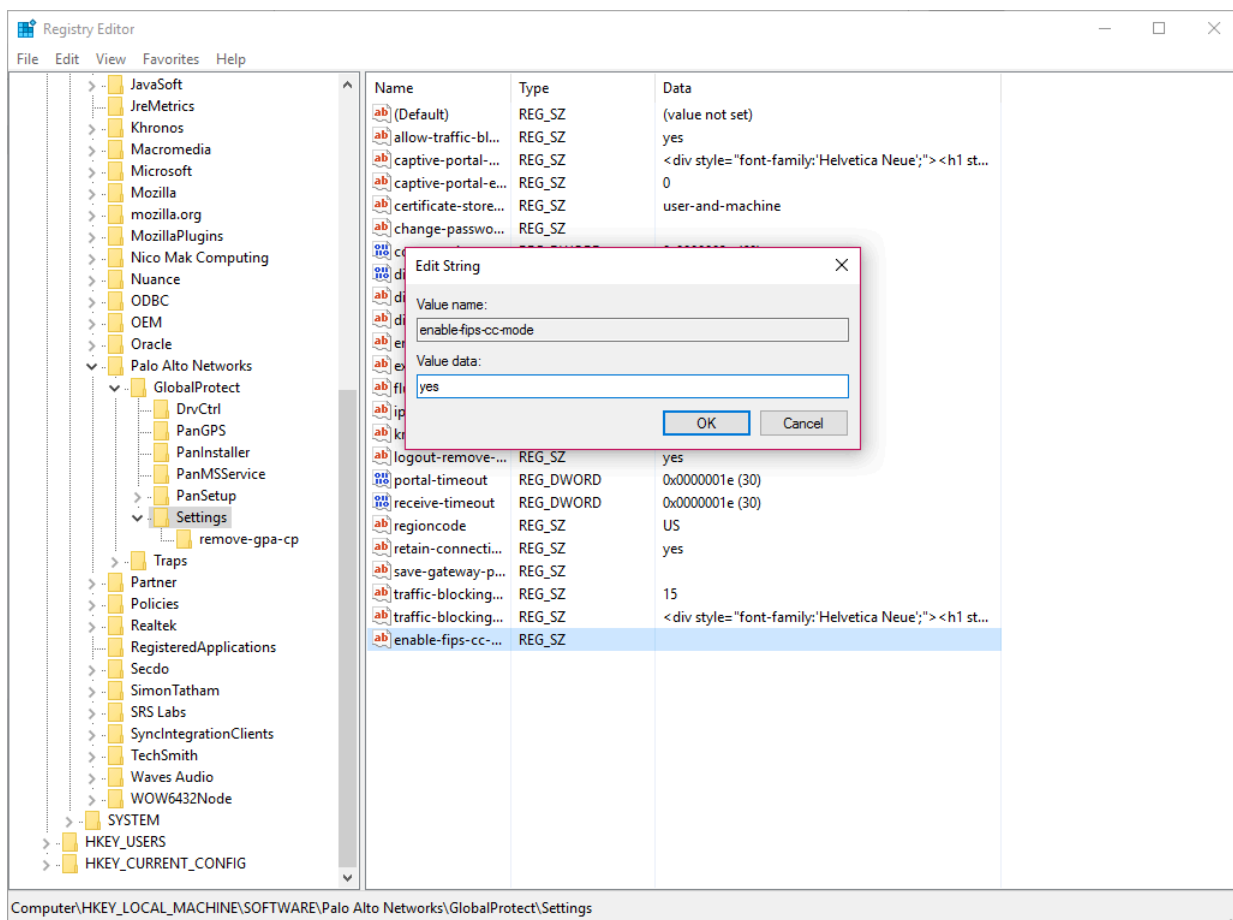 Registry Editor
File Edit View Favorites Help
JavaSoft
JreMetrics
Khronos
Macromedia
Microsoft
Mozilla
mozilla.org
MozillaPlugins
Nico Mak Computing
Nuance
ODBC
OEM
Oracle
Palo Alto Networks
GlobalProtect
DrvCtrl
PanGPS
PanInstaller
PanMSService
PanSetup
Settings
remove-gpa-cp
Traps
Partner
Policies
Realtek
RegisteredApplications
Secdo
SimonTatham
SRS Labs
SyncIntegrationClients
TechSmith
Waves Audio
WOW6432Node
SYSTEM
HKEY_USERS
HKEY_CURRENT_CONFIG
Name Type Data
(Default) REG_SZ (value not set)
allow-traffic-bl... REG_SZ yes
captive-portal-... REG_SZ <div style="font-family:'Helvetica Neue';"><h1 st...
captive-portal-e... REG_SZ 0
certificate-store... REG_SZ user-and-machine
change-passwo... REG_SZ
Edit String
Value name:
enable-fips-cc-mode
Value data:
yes
OK Cancel
logout-remove-... REG_SZ yes
portal-timeout REG_DWORD 0x0000001e (30)
receive-timeout REG_DWORD 0x0000001e (30)
regioncode REG_SZ US
retain-connecti... REG_SZ yes
save-gateway-p... REG_SZ
traffic-blocking... REG_SZ 15
traffic-blocking... REG_SZ <div style="font-family:'Helvetica Neue';"><h1 st...
enable-fips-cc-... REG_SZ
Computer\HKEY_LOCAL_MACHINE\SOFTWARE\Palo Alto Networks\GlobalProtect\Settings